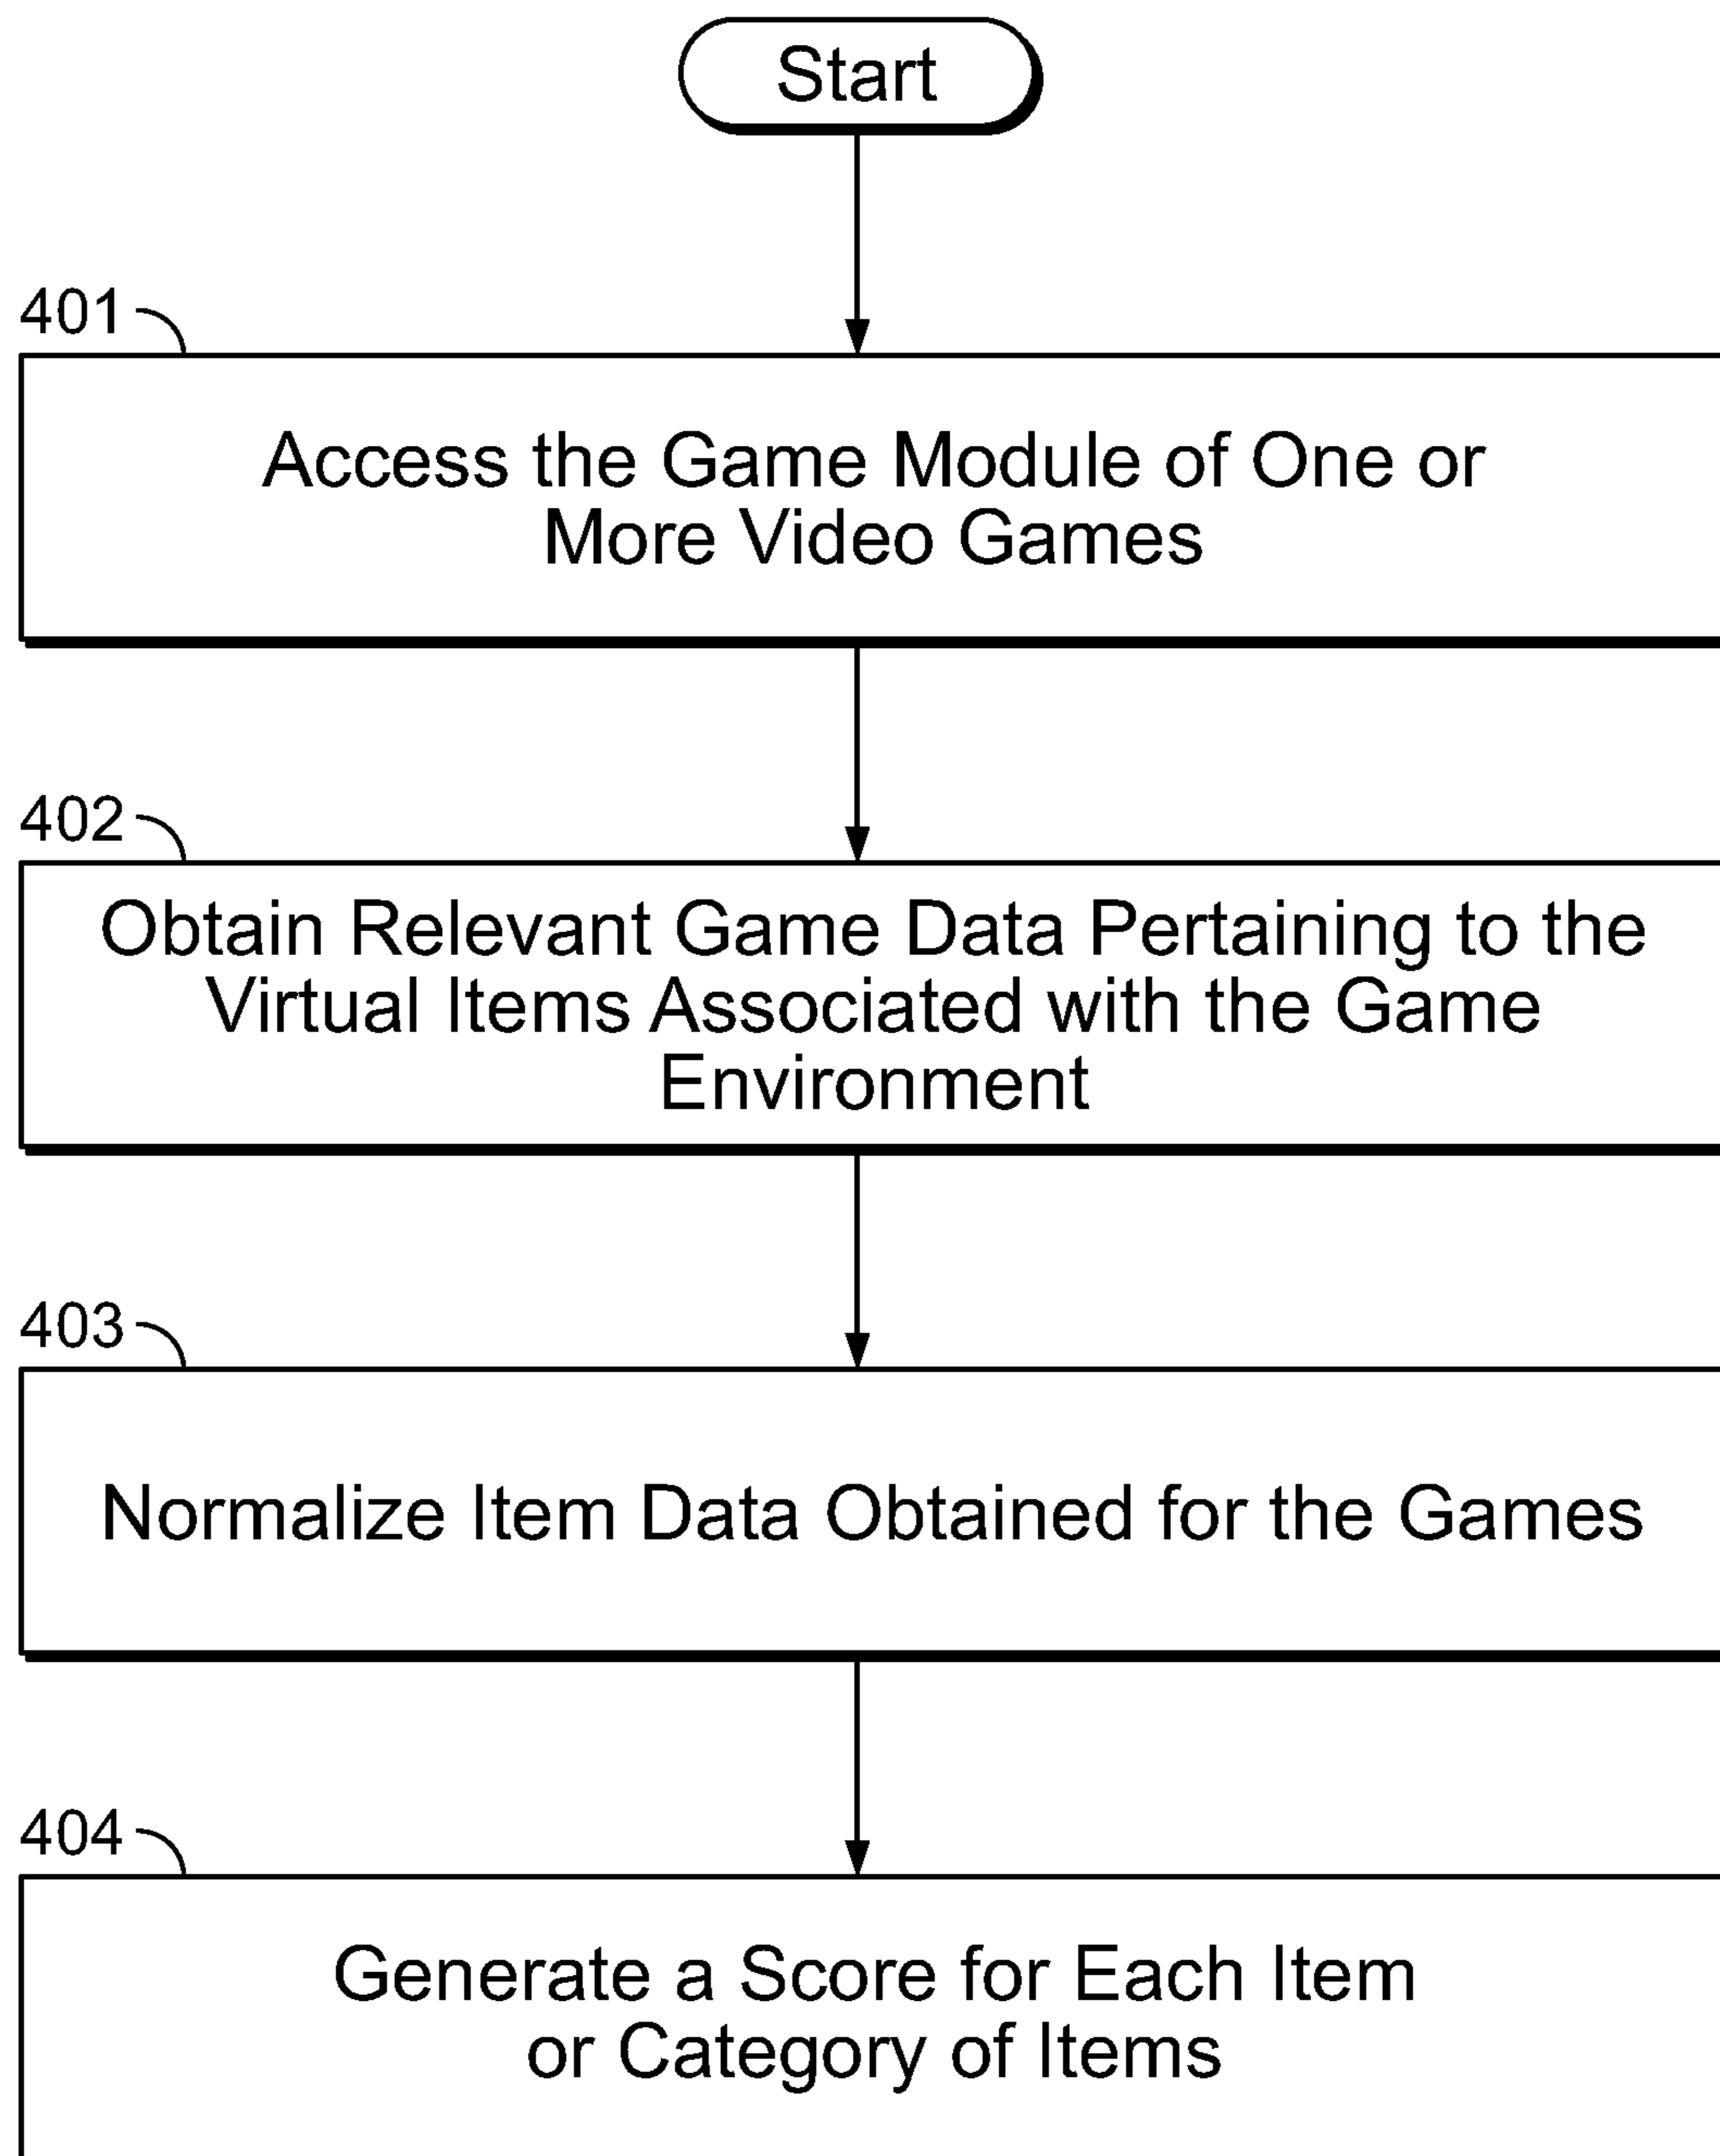 Start
401
Access the Game Module of One or
More Video Games
402
Obtain Relevant Game Data Pertaining to the
Virtual Items Associated with the Game
Environment
403
Normalize Item Data Obtained for the Games
404
Generate a Score for Each Item
or Category of Items